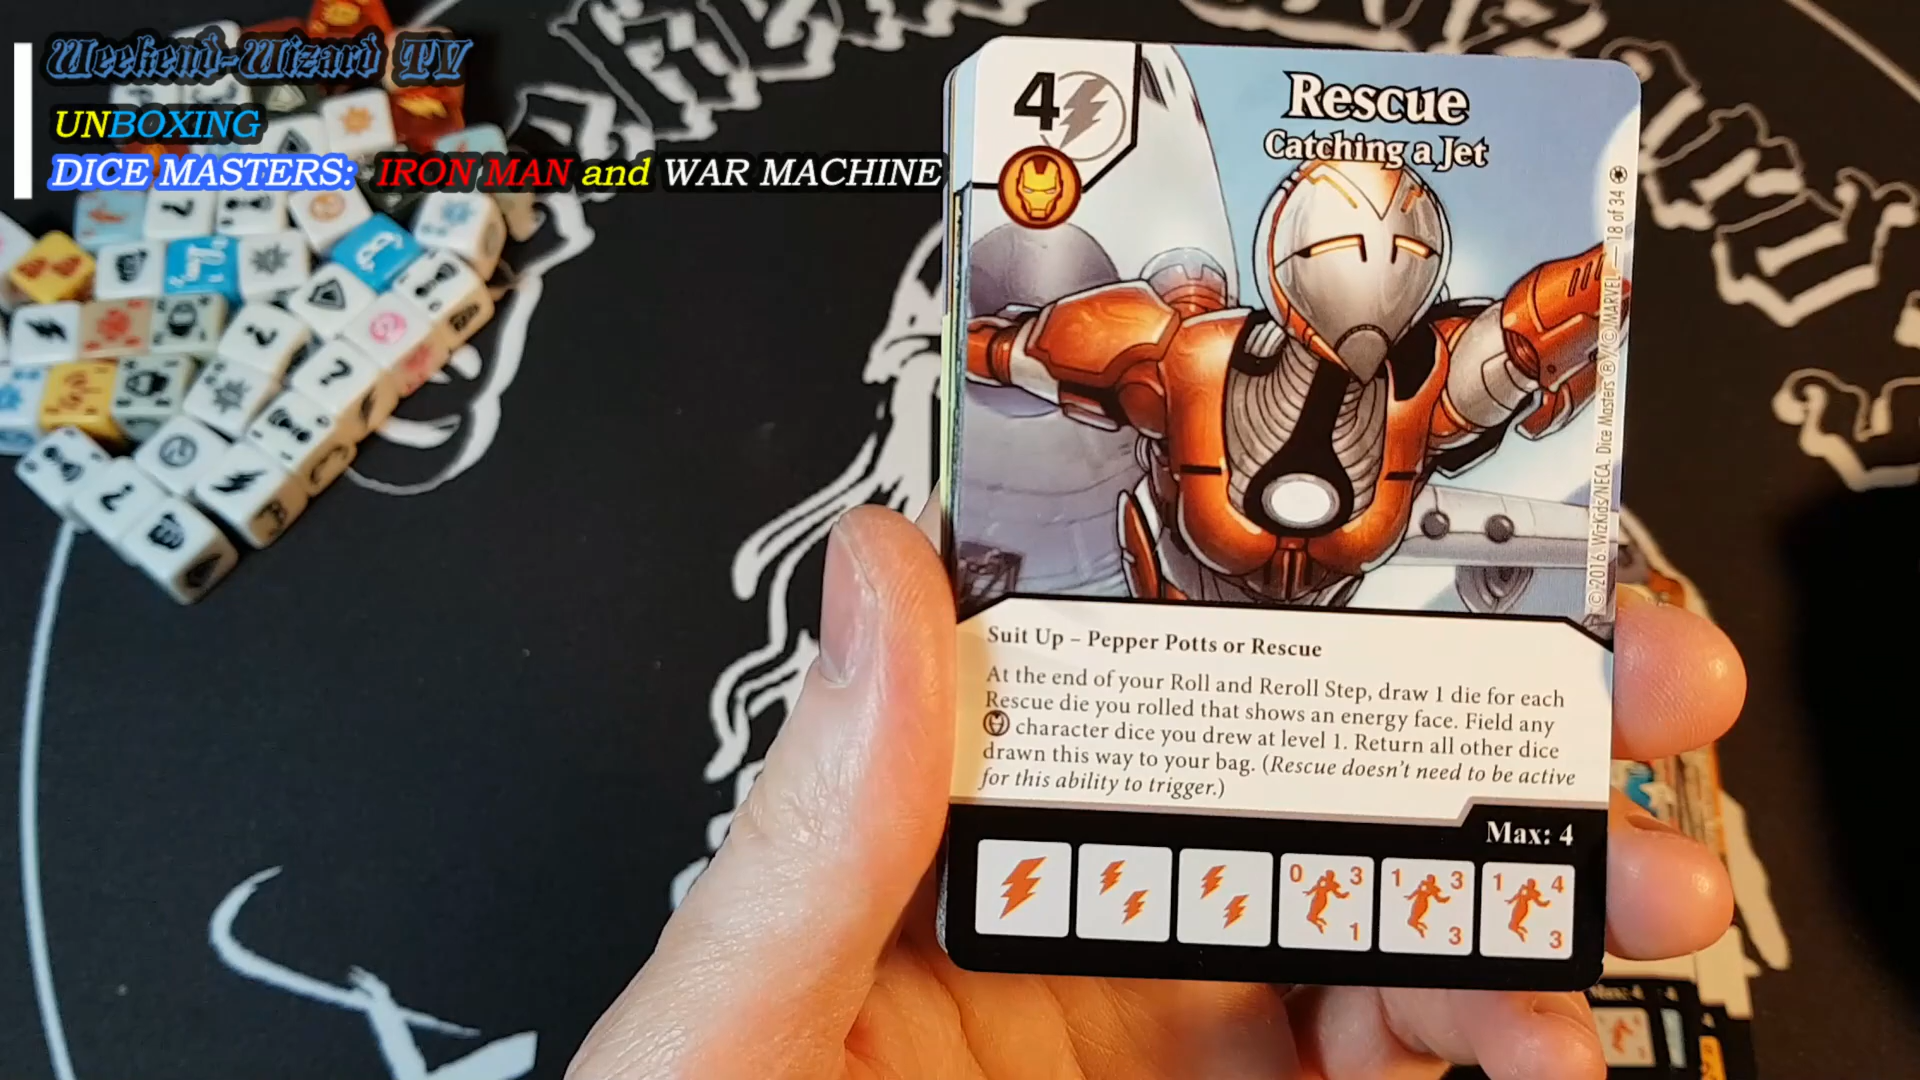 Weekend-Wizard TV
UNBOXING
DICE MASTERS: IRON MAN and WAR MACHINE
4
Rescue
Catching a Jet
©2016 WizKids/NECA. Dice Masters ®/© MARVEL — 18 of 34
Suit Up – Pepper Potts or Rescue
At the end of your Roll and Reroll Step, draw 1 die for each
Rescue die you rolled that shows an energy face. Field any
character dice you drew at level 1. Return all other dice
drawn this way to your bag. (Rescue doesn't need to be active
for this ability to trigger.)
Max: 4
0 3 1
1 3 3
1 4 3
Max: 4